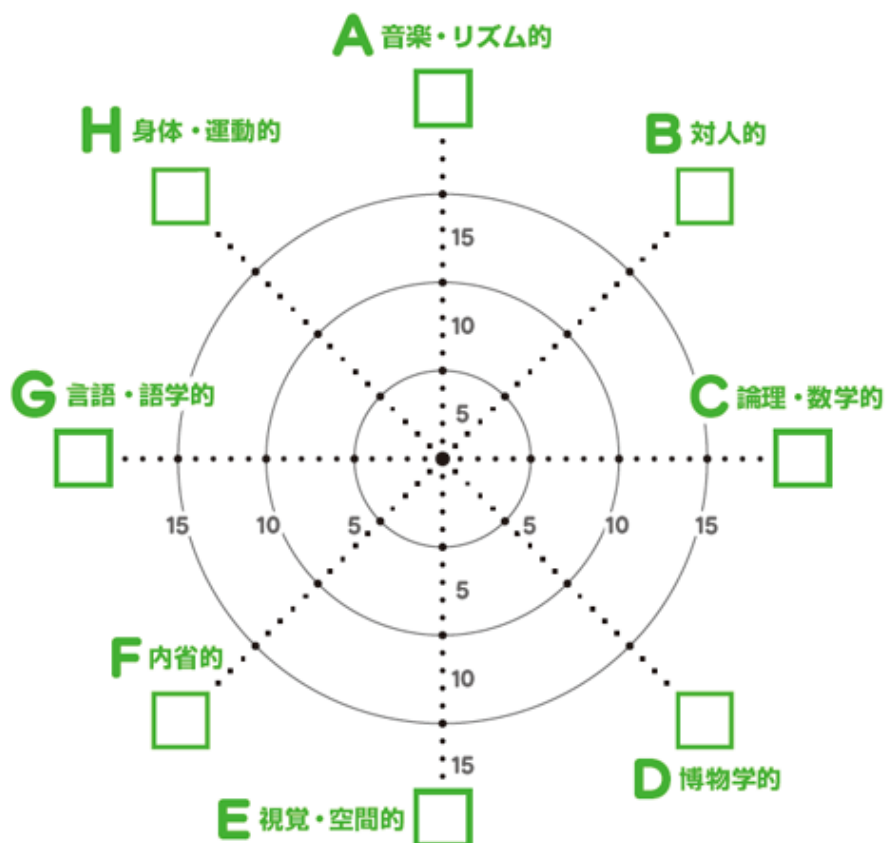 A 音楽・リズム的
H 身体・運動的
B 対人的
15
10
G 言語・語学的
C 論理・数学的
5
15 10 5 5 10 15
5
F 内省的
10
15
D 博物学的
E 視覚・空間的